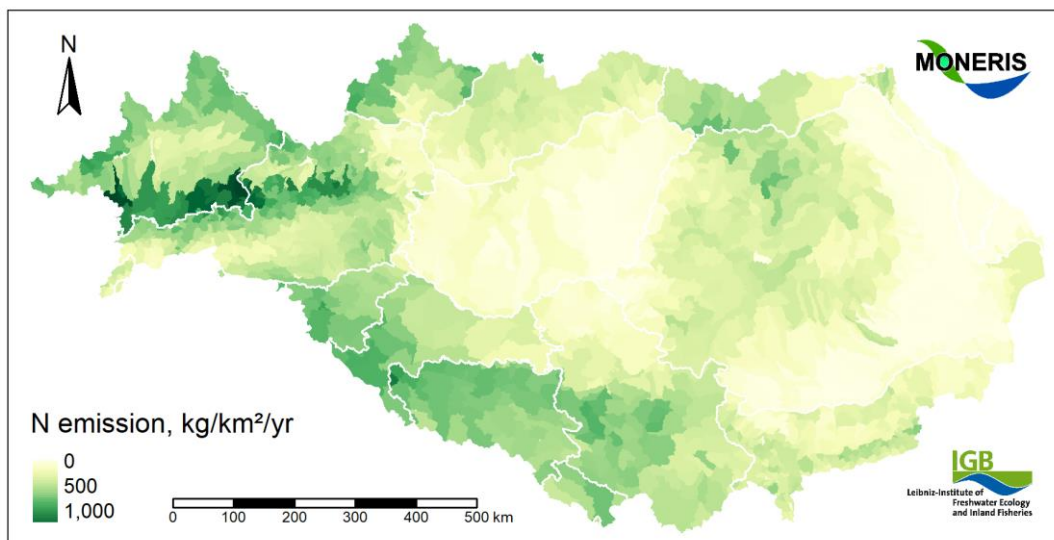 N
MONERIS
N emission, kg/km²/yr
0
500
1,000
0 100 200 300 400 500 km
IGB
Leibniz-Institute of
Freshwater Ecology
and Inland Fisheries